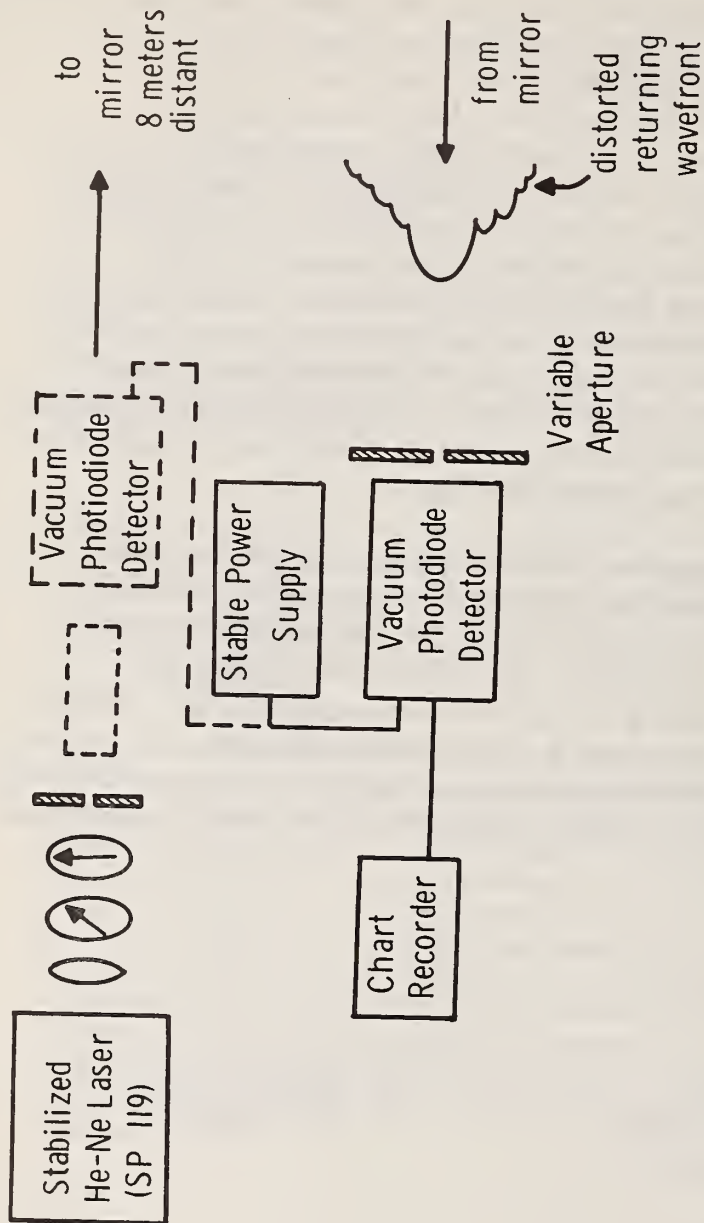 Stabilized
He-Ne Laser
(SP 119)
Vacuum
Photiodiode
Detector
to
mirror
8 meters
distant
Stable Power
Supply
Chart
Recorder
Vacuum
Photodiode
Detector
Variable
Aperture
from
mirror
distorted
returning
wavefront